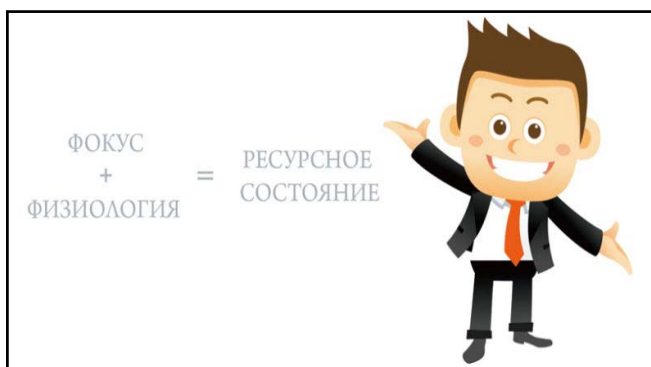 ФОКУС
+
ФИЗИОЛОГИЯ
=
РЕСУРСНОЕ
СОСТОЯНИЕ